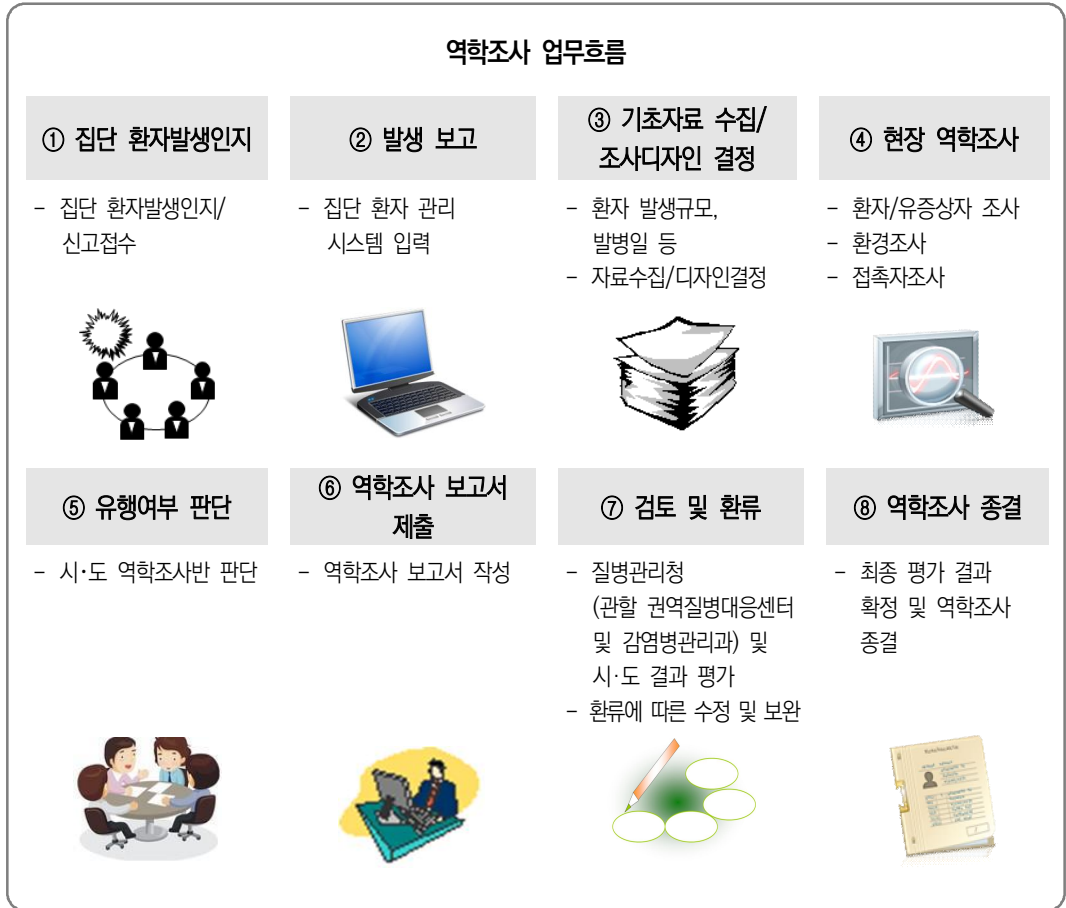 역학조사 업무흐름
① 집단 환자발생인지
- 집단 환자발생인지/
신고접수
② 발생 보고
- 집단 환자 관리
시스템 입력
③ 기초자료 수집/
조사디자인 결정
- 환자 발생규모,
발병일 등
- 자료수집/디자인결정
④ 현장 역학조사
- 환자/유증상자 조사
- 환경조사
- 접촉자조사
⑤ 유행여부 판단
- 시·도 역학조사반 판단
⑥ 역학조사 보고서
제출
- 역학조사 보고서 작성
⑦ 검토 및 환류
- 질병관리청
(관할 권역질병대응센터
및 감염병관리과) 및
시·도 결과 평가
- 환류에 따른 수정 및 보완
⑧ 역학조사 종결
- 최종 평가 결과
확정 및 역학조사
종결